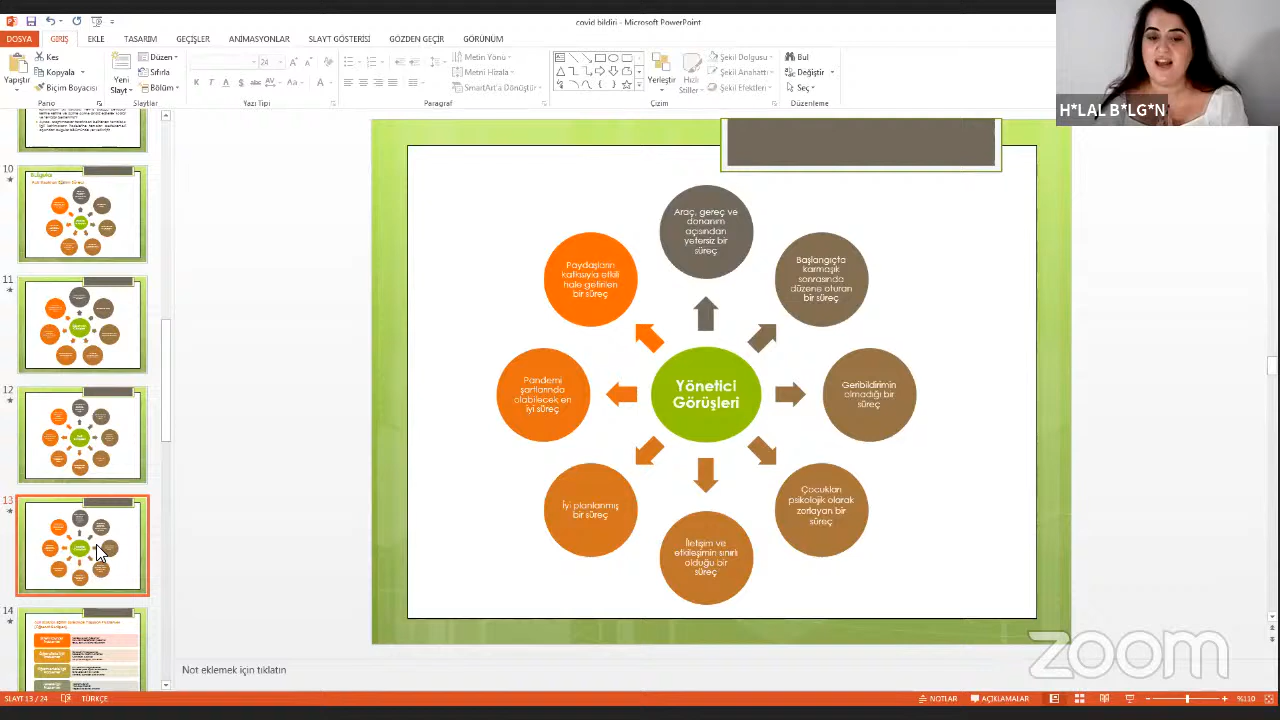 covid bildiri - Microsoft PowerPoint
DOSYA GİRİŞ EKLE TASARIM GEÇİŞLER ANİMASYONLAR SLAYT GÖSTERİSİ GÖZDEN GEÇİR GÖRÜNÜM
Yapıştır
Kes
Kopyala
Biçim Boyacısı
Pano
Yeni
Slayt
Düzen
Sıfırla
Bölüm
Slaytlar
24
K T A S
Yazı Tipi
Metin Yönü
Metni Hizala
SmartArt'a Dönüştür
Paragraf
Yerleştir
Hızlı
Stiller
Şekil Dolgusu
Şekil Anahattı
Şekil Efektleri
Çizim
Bul
Değiştir
Seç
Düzenleme
H*LAL B*LG*N
10
11
12
13
14
Araç, gereç ve
donanım
açısından
yetersiz bir
süreç
Başlangıçta
karmaşık
sonrasında
düzene oturan
bir süreç
Geribildirimin
olmadığı bir
süreç
Çocukları
psikolojik olarak
zorlayan bir
süreç
İletişim ve
etkileşimin sınırlı
olduğu bir
süreç
İyi planlanmış
bir süreç
Pandemi
şartlarında
olabilecek en
iyi süreç
Paydaşların
katkısıyla etkili
hale getirilen
bir süreç
Yönetici
Görüşleri
zoom
Not eklemek için tıklatın
SLAYT 13 / 24 TÜRKÇE NOTLAR AÇIKLAMALAR %110